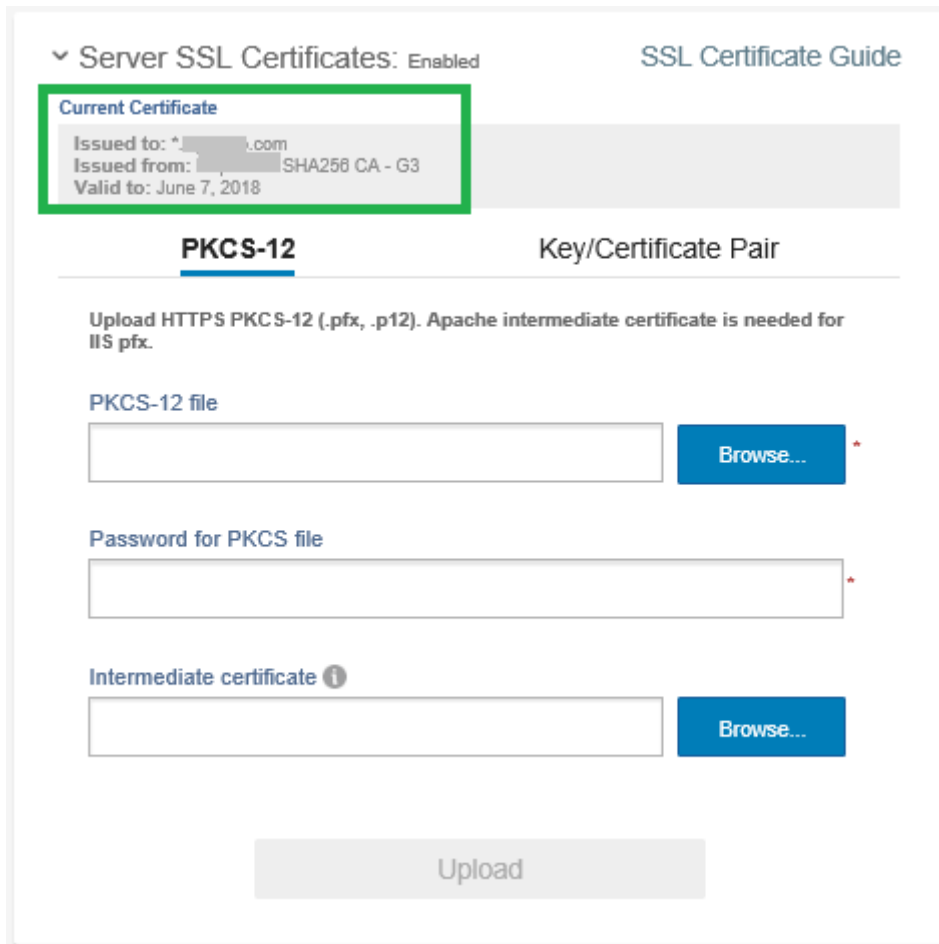 Server SSL Certificates: Enabled
SSL Certificate Guide
Current Certificate
Issued to: *. .com
Issued from: SHA256 CA - G3
Valid to: June 7, 2018
PKCS-12
Key/Certificate Pair
Upload HTTPS PKCS-12 (.pfx, .p12). Apache intermediate certificate is needed for
IIS pfx.
PKCS-12 file
Browse... *
Password for PKCS file
*
Intermediate certificate
Browse...
Upload